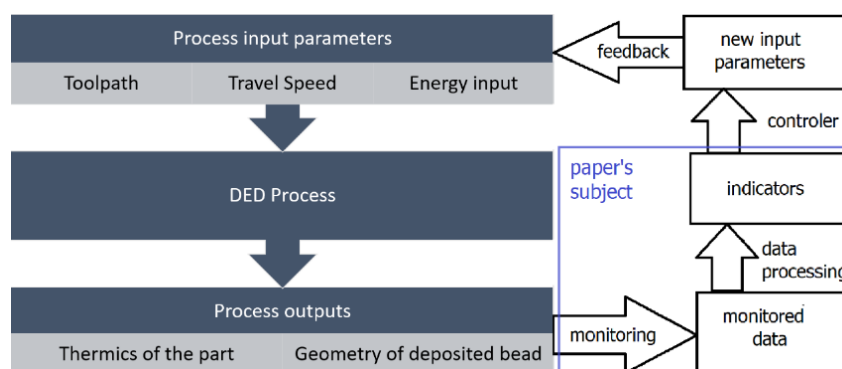 Process input parameters
Toolpath
Travel Speed
Energy input
feedback
new input
parameters
controler
DED Process
paper's
subject
indicators
data
processing
Process outputs
Thermics of the part
Geometry of deposited bead
monitoring
monitored
data